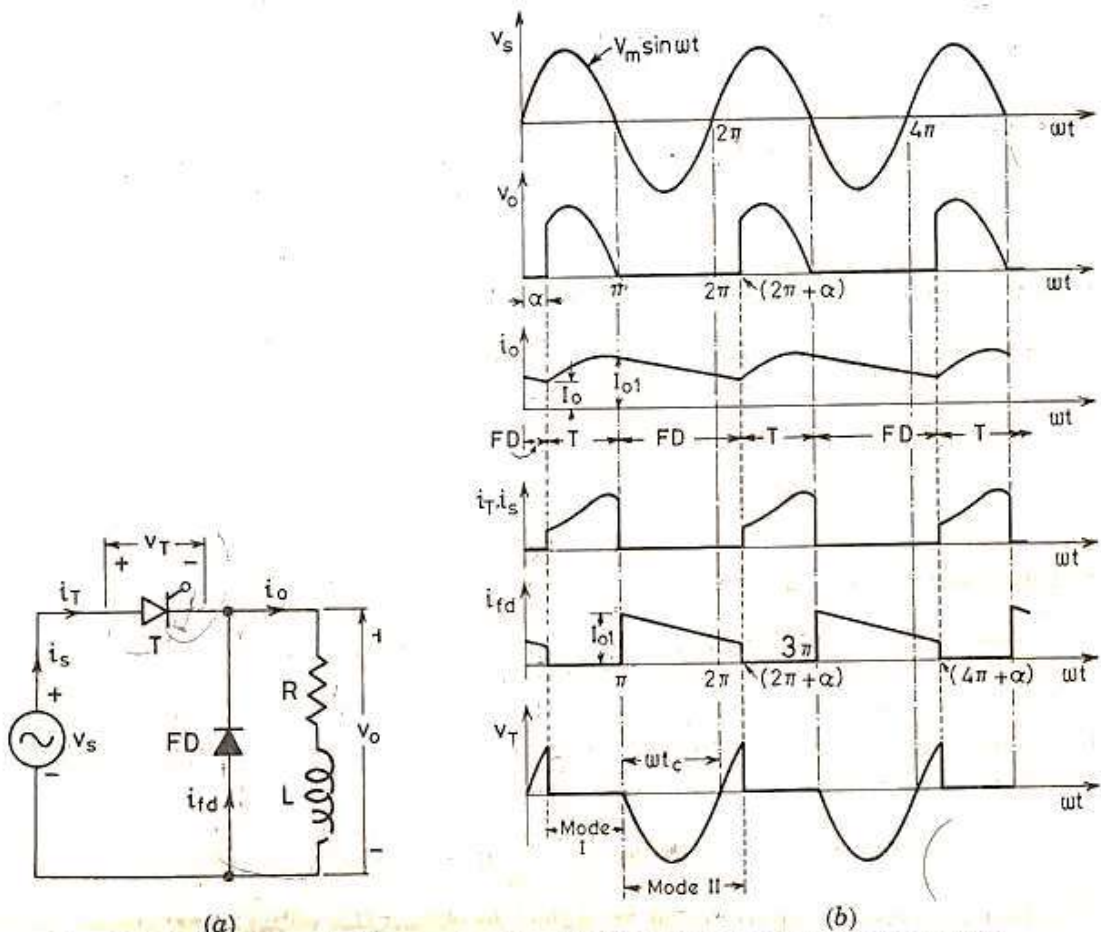 v_T
+ −
i_T
T
i_o
i_s
+
v_s
−
FD
i_fd
R
L
+
v_o
−
(a)
v_s
V_m sin ωt
2π
4π
ωt
v_o
α
π
2π
(2π+α)
ωt
i_o
I_o
I_o1
ωt
FD T FD T FD T
i_T, i_s
i_fd
I_o1
3π
π
2π
(2π+α)
(4π+α)
v_T
ωt_c
ωt
Mode
I
Mode II
(b)